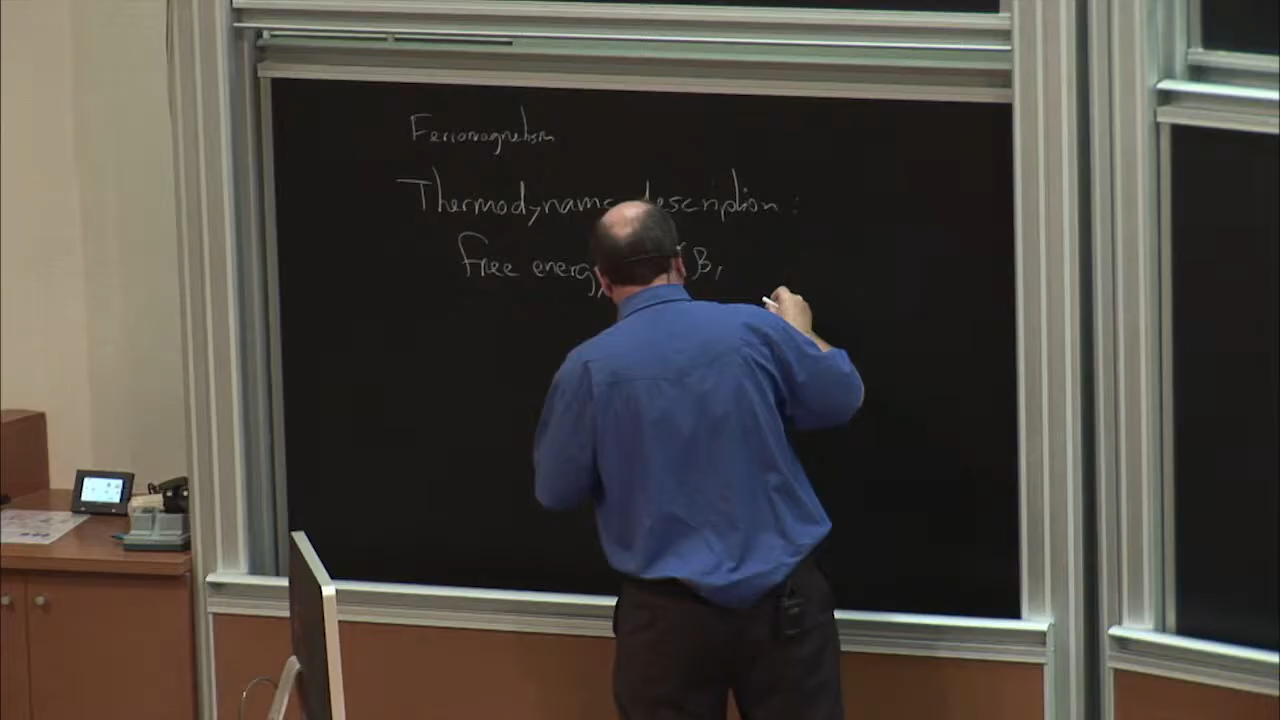 Ferromagnetism
Thermodynamic description:
free energy β,